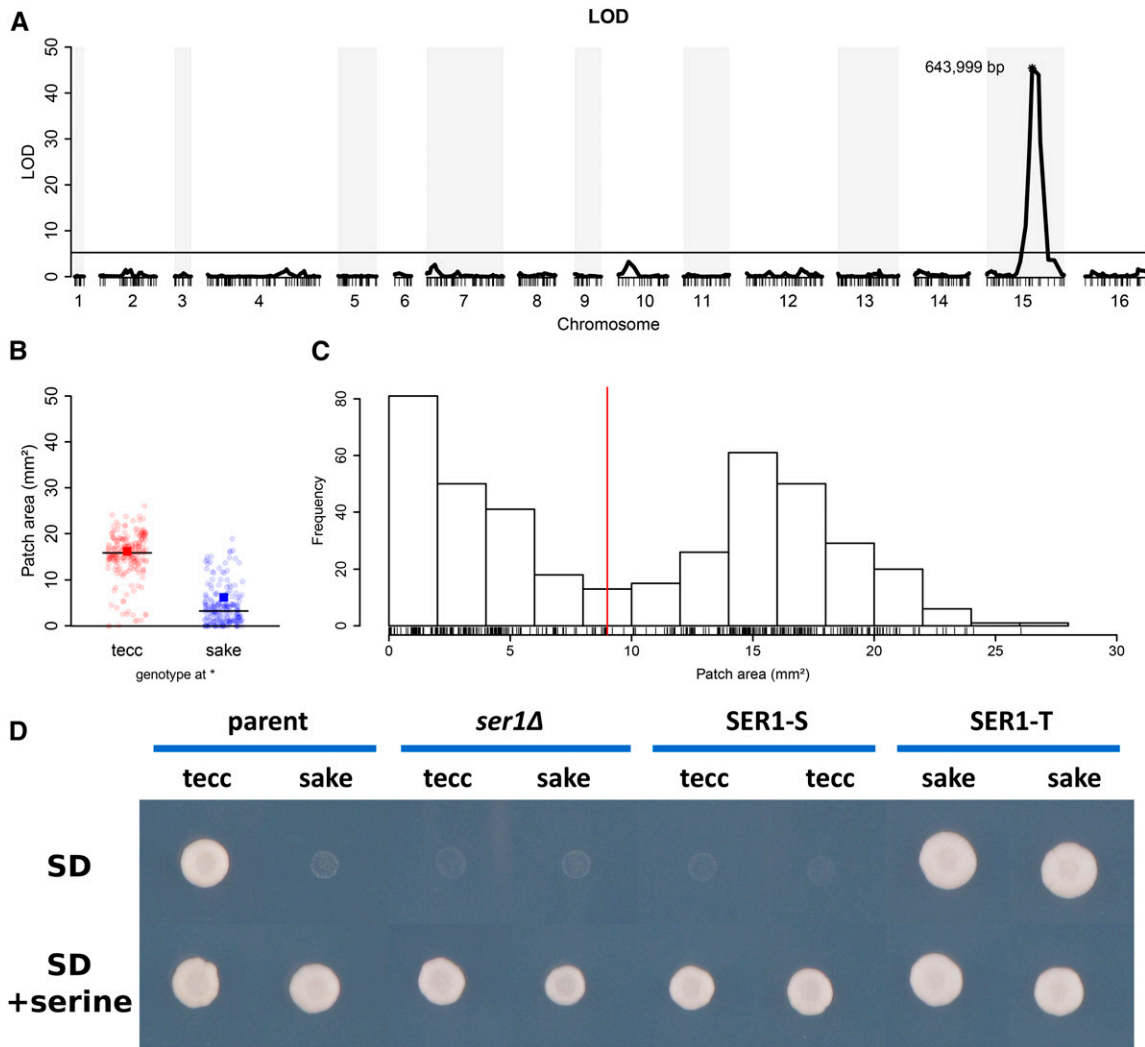 A
LOD
50
40
30
20
10
0
LOD
643,999 bp
1 2 3 4 5 6 7 8 9 10 11 12 13 14 15 16
Chromosome
B
50
40
30
20
10
0
Patch area (mm²)
tecc sake
genotype at *
C
80
60
40
20
0
Frequency
0 5 10 15 20 25 30
Patch area (mm²)
D
parent ser1Δ SER1-S SER1-T
tecc sake tecc sake tecc tecc sake sake
SD
SD
+serine